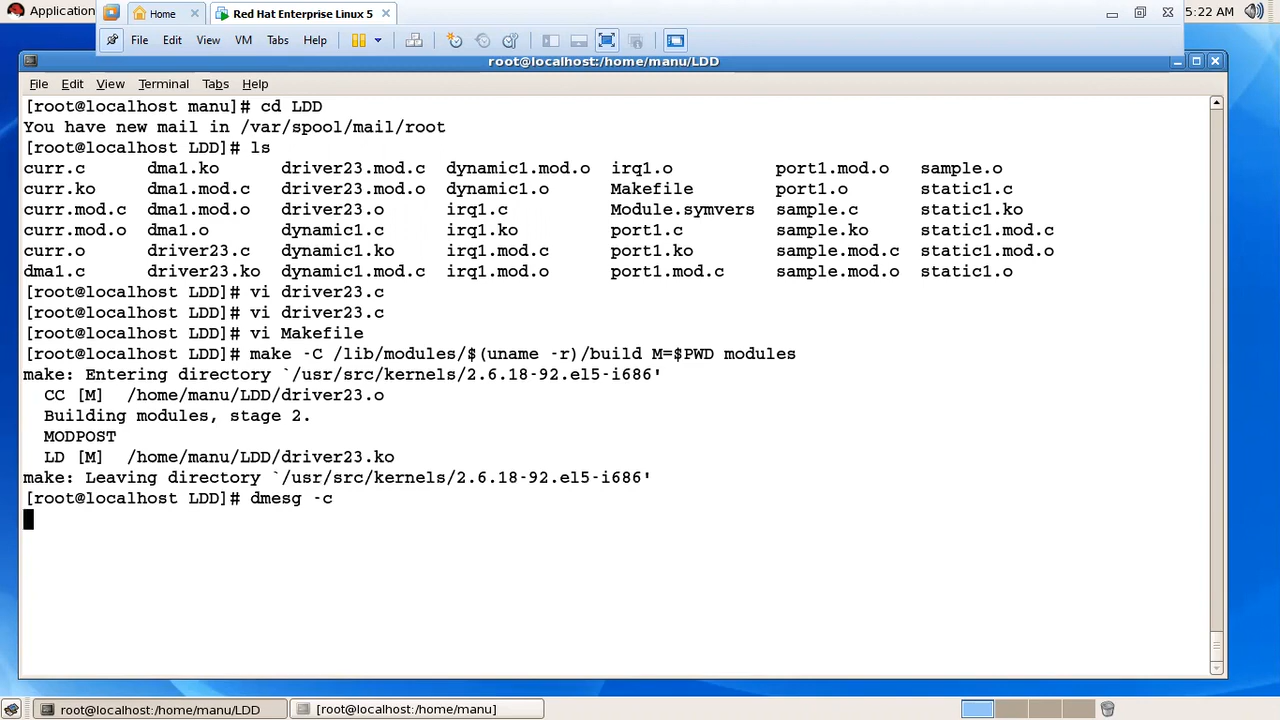 Application
Home
Red Hat Enterprise Linux 5
5:22 AM
File Edit View VM Tabs Help
root@localhost:/home/manu/LDD
File Edit View Terminal Tabs Help
[root@localhost manu]# cd LDD
You have new mail in /var/spool/mail/root
[root@localhost LDD]# ls
curr.c dma1.ko driver23.mod.c dynamic1.mod.o irq1.o port1.mod.o sample.o
curr.ko dma1.mod.c driver23.mod.o dynamic1.o Makefile port1.o static1.c
curr.mod.c dma1.mod.o driver23.o irq1.c Module.symvers sample.c static1.ko
curr.mod.o dma1.o dynamic1.c irq1.ko port1.c sample.ko static1.mod.c
curr.o driver23.c dynamic1.ko irq1.mod.c port1.ko sample.mod.c static1.mod.o
dma1.c driver23.ko dynamic1.mod.c irq1.mod.o port1.mod.c sample.mod.o static1.o
[root@localhost LDD]# vi driver23.c
[root@localhost LDD]# vi driver23.c
[root@localhost LDD]# vi Makefile
[root@localhost LDD]# make -C /lib/modules/$(uname -r)/build M=$PWD modules
make: Entering directory `/usr/src/kernels/2.6.18-92.el5-i686'
CC [M] /home/manu/LDD/driver23.o
Building modules, stage 2.
MODPOST
LD [M] /home/manu/LDD/driver23.ko
make: Leaving directory `/usr/src/kernels/2.6.18-92.el5-i686'
[root@localhost LDD]# dmesg -c
root@localhost:/home/manu/LDD
[root@localhost:/home/manu]